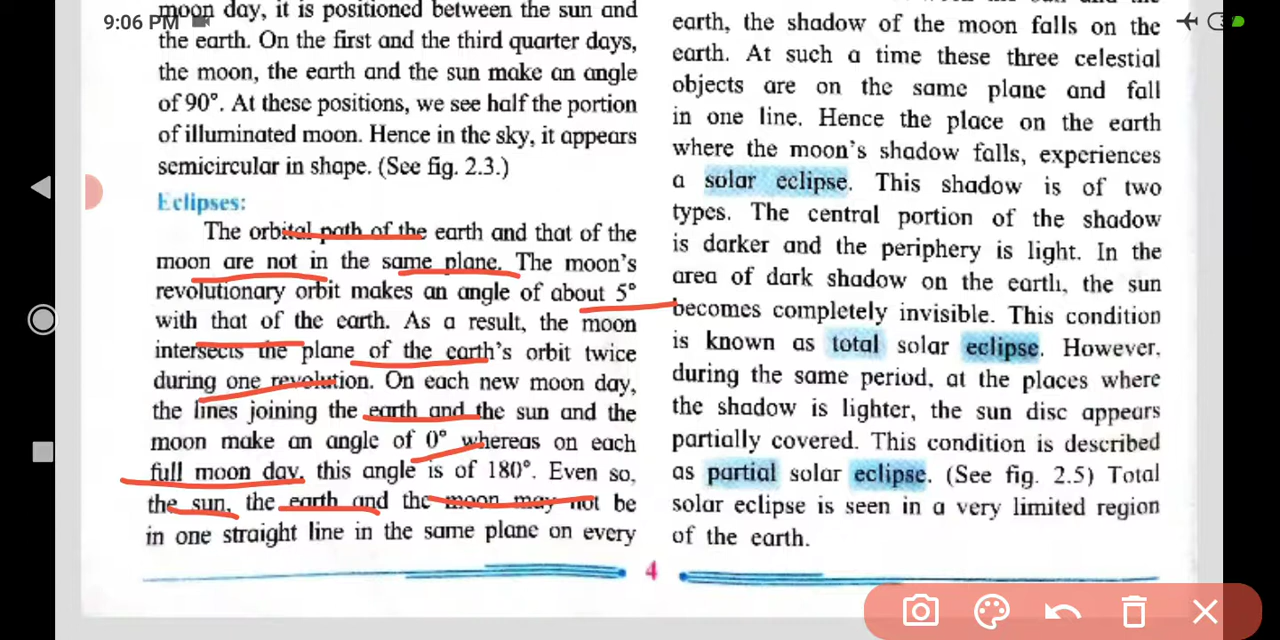 9:06 PM
moon day, it is positioned between the sun and
the earth. On the first and the third quarter days,
the moon, the earth and the sun make an angle
of 90°. At these positions, we see half the portion
of illuminated moon. Hence in the sky, it appears
semicircular in shape. (See fig. 2.3.)
Eclipses:
The orbital path of the earth and that of the
moon are not in the same plane. The moon's
revolutionary orbit makes an angle of about 5°
with that of the earth. As a result, the moon
intersects the plane of the earth's orbit twice
during one revolution. On each new moon day,
the lines joining the earth and the sun and the
moon make an angle of 0° whereas on each
full moon day, this angle is of 180°. Even so,
the sun, the earth and the moon may not be
in one straight line in the same plane on every
earth, the shadow of the moon falls on the
earth. At such a time these three celestial
objects are on the same plane and fall
in one line. Hence the place on the earth
where the moon's shadow falls, experiences
a solar eclipse. This shadow is of two
types. The central portion of the shadow
is darker and the periphery is light. In the
area of dark shadow on the earth, the sun
becomes completely invisible. This condition
is known as total solar eclipse. However,
during the same period, at the places where
the shadow is lighter, the sun disc appears
partially covered. This condition is described
as partial solar eclipse. (See fig. 2.5) Total
solar eclipse is seen in a very limited region
of the earth.
4